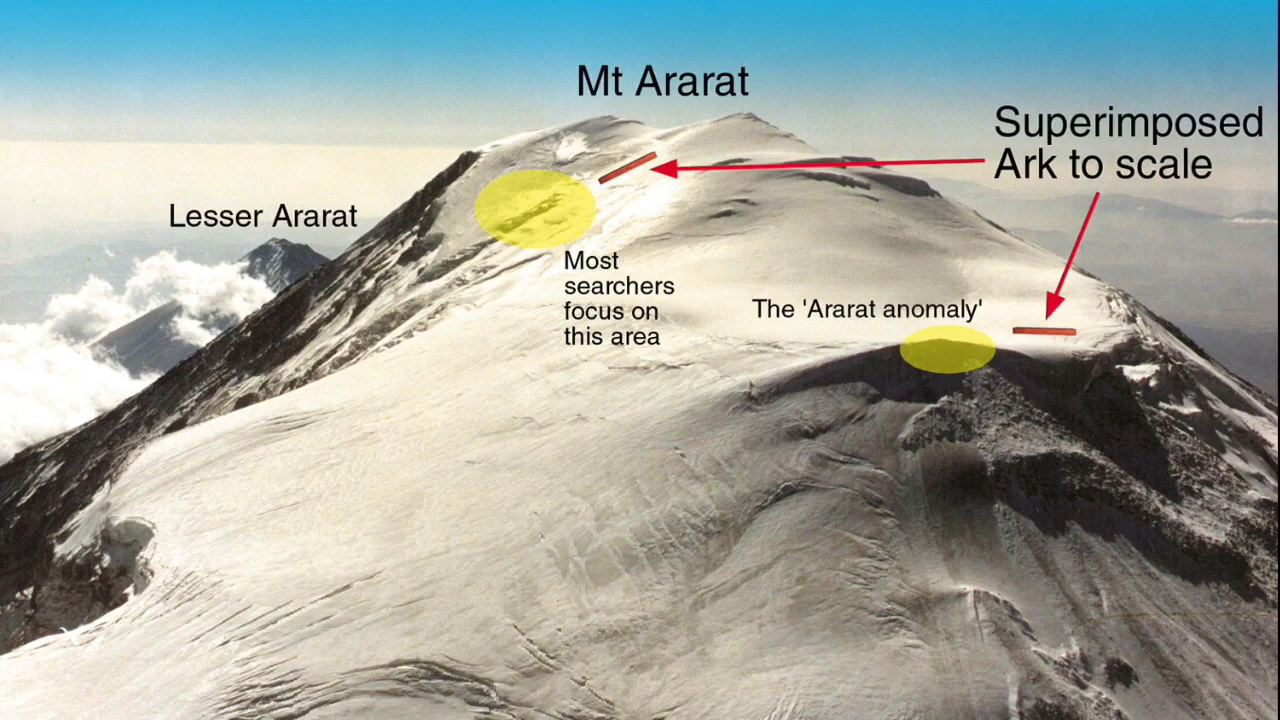 Mt Ararat
Superimposed
Ark to scale
Lesser Ararat
Most
searchers
focus on
this area
The 'Ararat anomaly'